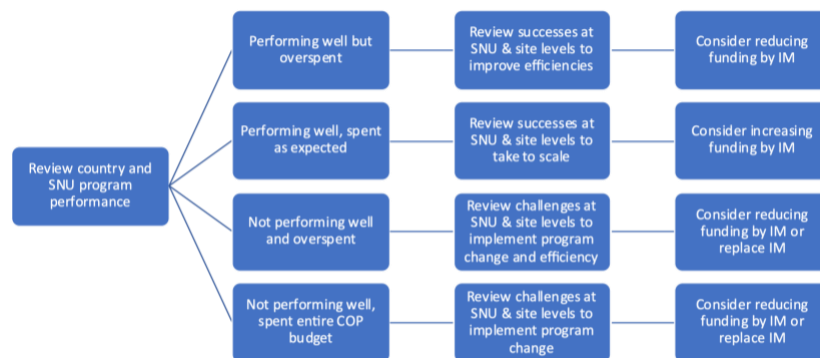 Performing well but
overspent
Review successes at
SNU & site levels to
improve efficiencies
Consider reducing
funding by IM
Performing well, spent
as expected
Review successes at
SNU & site levels to
take to scale
Consider increasing
funding by IM
Review country and
SNU program
performance
Not performing well
and overspent
Review challenges at
SNU & site levels to
implement program
change and efficiency
Consider reducing
funding by IM or
replace IM
Not performing well,
spent entire COP
budget
Review challenges at
SNU & site levels to
implement program
change
Consider reducing
funding by IM or
replace IM